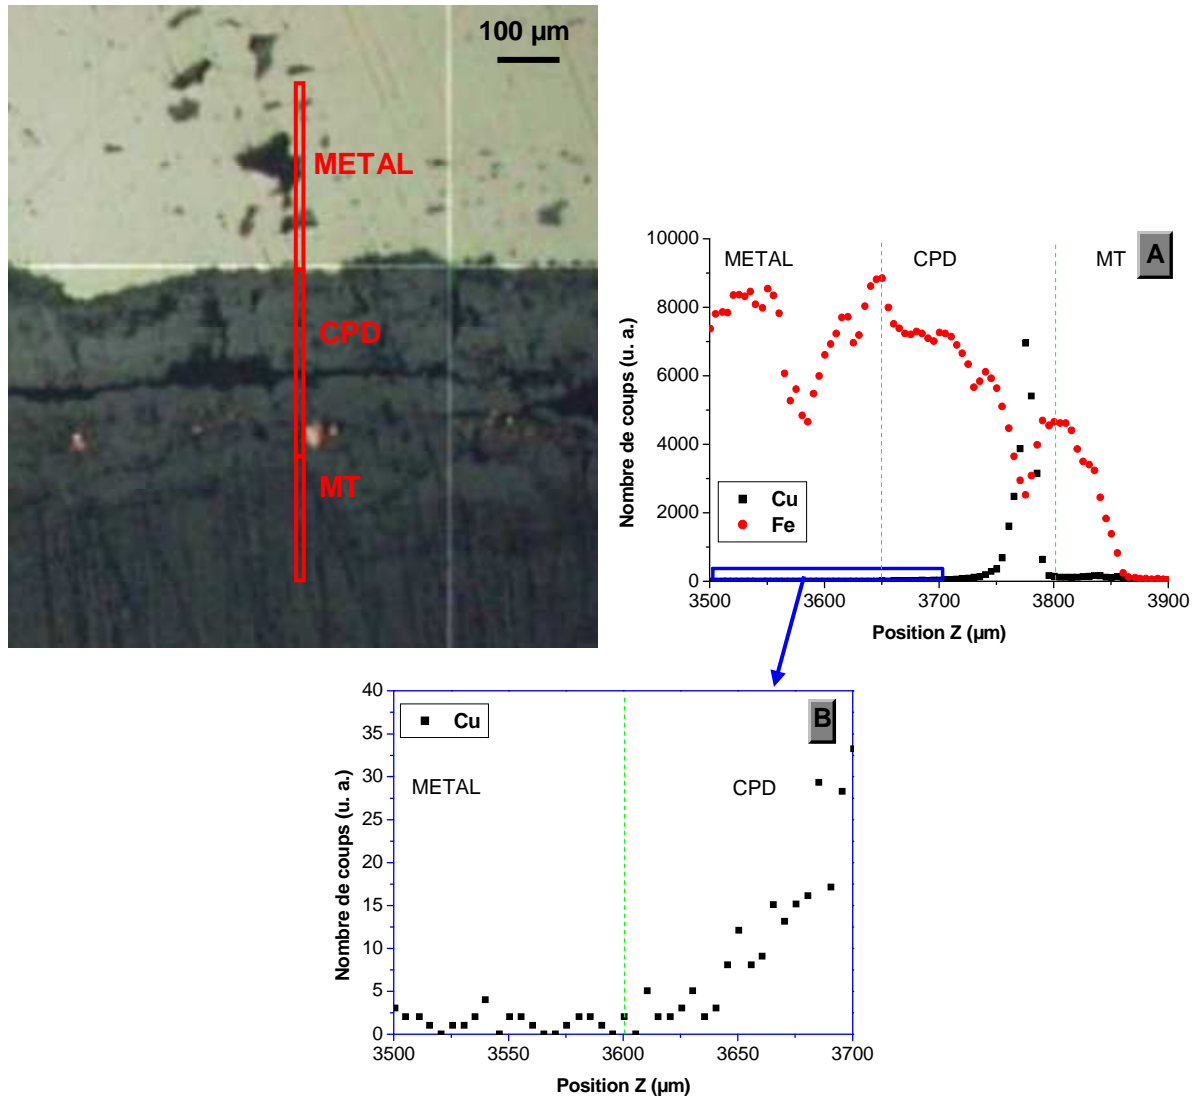 100 µm
METAL
CPD
MT
A
METAL
CPD
MT
Nombre de coups (u. a.)
10000
8000
6000
4000
2000
0
Cu
Fe
3500
3600
3700
3800
3900
Position Z (µm)
B
Cu
METAL
CPD
Nombre de coups (u. a.)
40
35
30
25
20
15
10
5
0
3500
3550
3600
3650
3700
Position Z (µm)